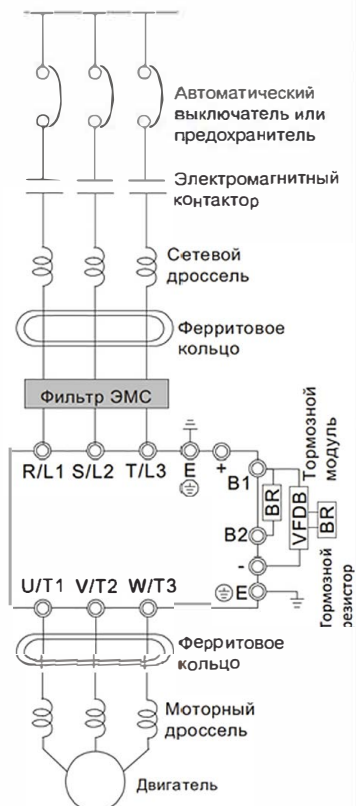 Автоматический
выключатель или
предохранитель
Электромагнитный
контактор
Сетевой
дроссель
Ферритовое
кольцо
Фильтр ЭМС
R/L1 S/L2 T/L3 E +
B1
BR
VFDB
BR
Тормозной
модуль
B2
-
E
Тормозной
резистор
U/T1 V/T2 W/T3
Ферритовое
кольцо
Моторный
дроссель
Двигатель